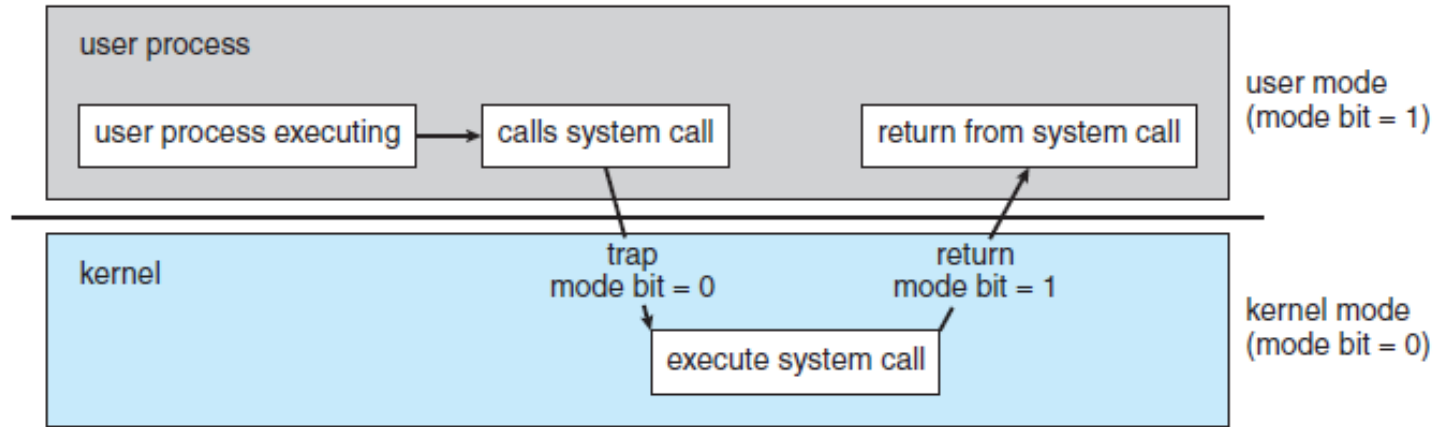 user process
user process executing
calls system call
return from system call
user mode
(mode bit = 1)
kernel
trap
mode bit = 0
return
mode bit = 1
execute system call
kernel mode
(mode bit = 0)